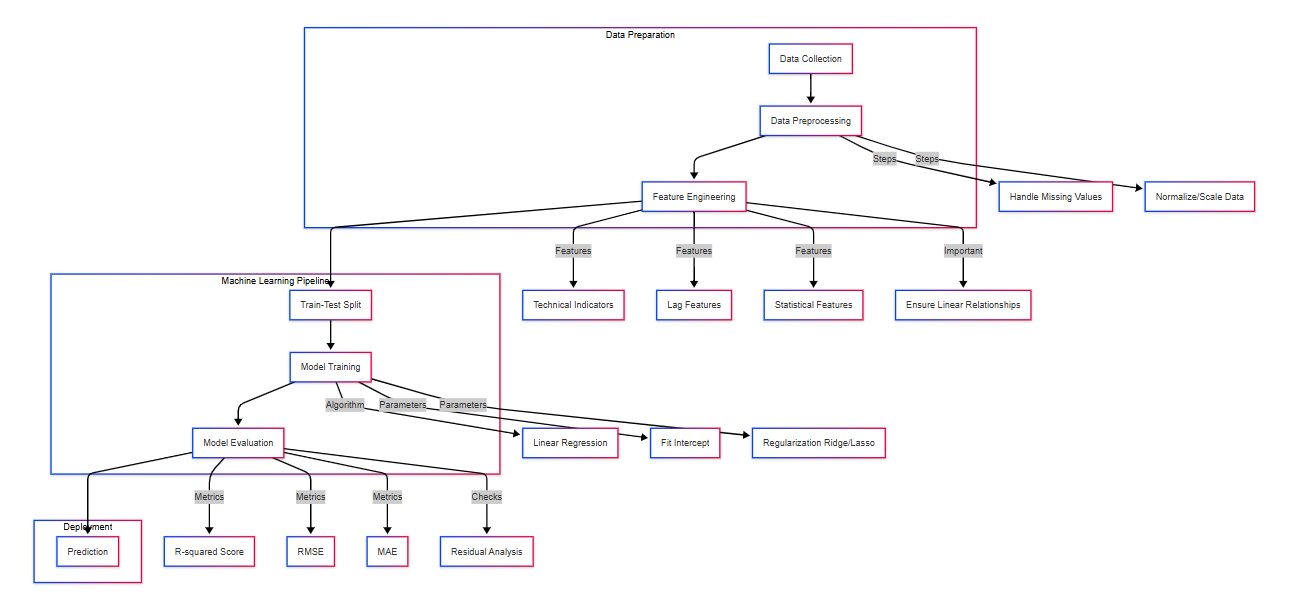 Data Preparation
Data Collection
Data Preprocessing
Steps
Steps
Feature Engineering
Handle Missing Values
Normalize/Scale Data
Features
Features
Features
Important
Machine Learning Pipeline
Train-Test Split
Technical Indicators
Lag Features
Statistical Features
Ensure Linear Relationships
Model Training
Algorithm
Parameters
Parameters
Model Evaluation
Linear Regression
Fit Intercept
Regularization Ridge/Lasso
Metrics
Metrics
Metrics
Checks
Deployment
Prediction
R-squared Score
RMSE
MAE
Residual Analysis